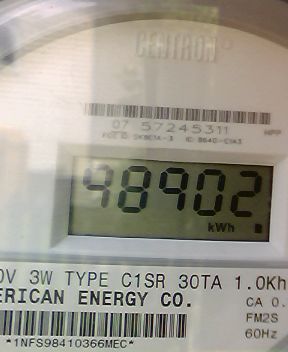 CENTRON®
07 57245311
48902
kWh
0V 3W TYPE C1SR 30TA 1.0Kh
ERICAN ENERGY CO.
CA 0.
FM2S
60Hz
*1NFS98410366MEC*